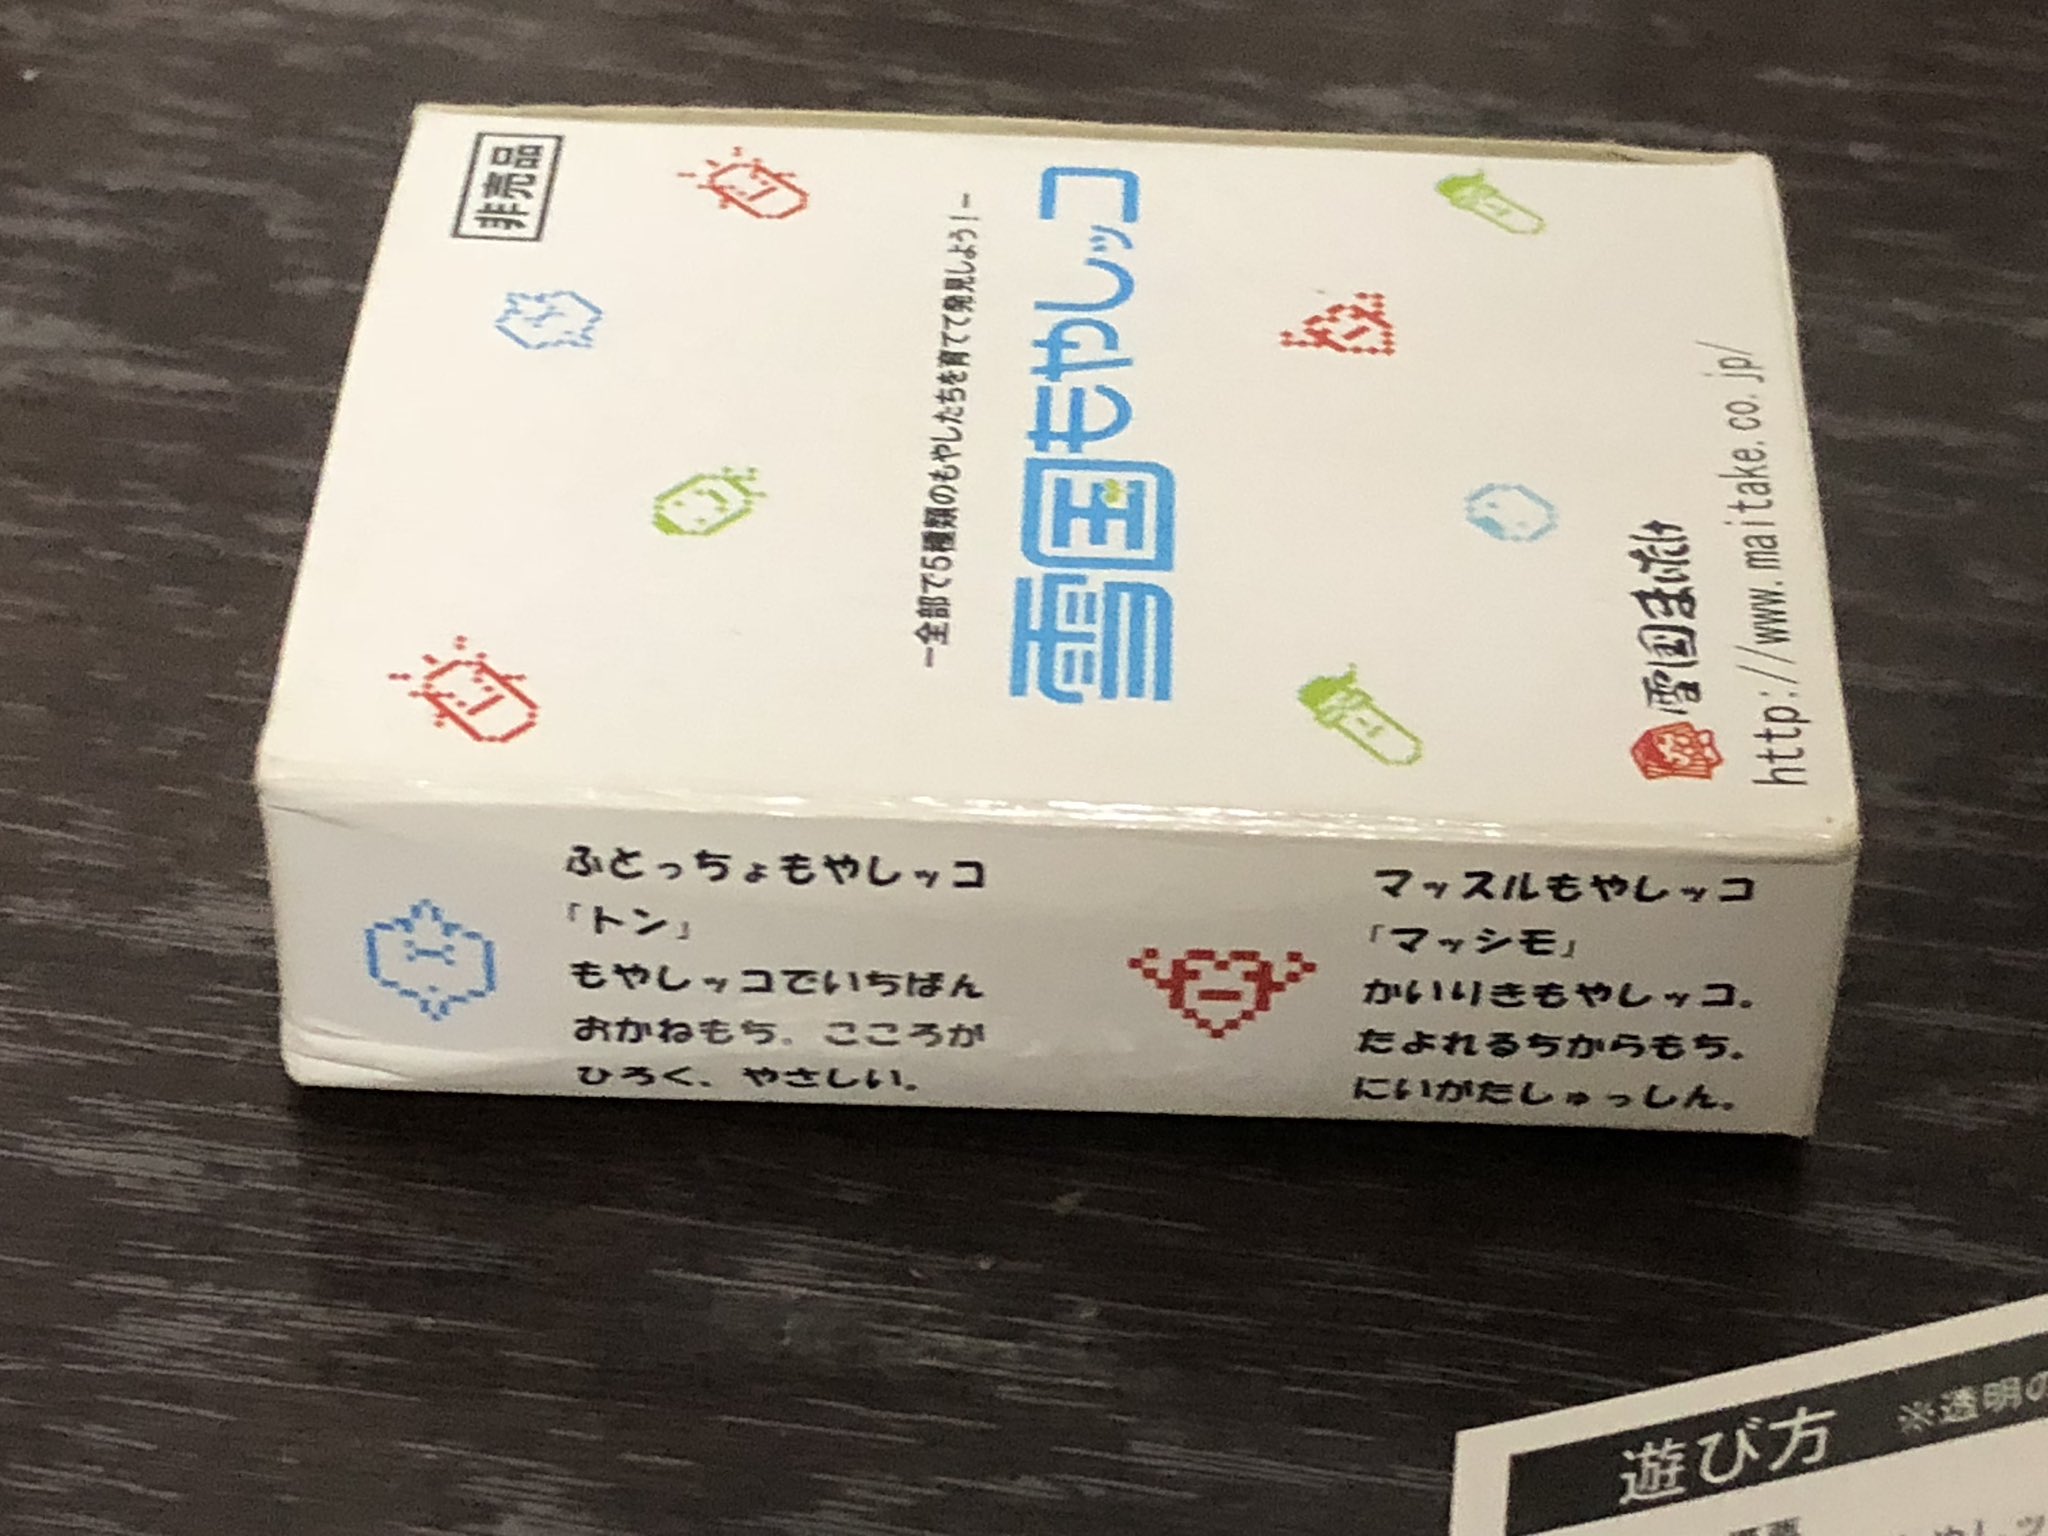 非売品
－全部で5種類のもやしたちを育てて発見しよう！－
雪国もやしッコ
雪国まいたけ
http://www.maitake.co.jp/
ふとっちょもやしッコ
「トン」
もやしッコでいちばん
おかねもち。こころが
ひろく、やさしい。
マッスルもやしッコ
「マッシモ」
かいりきもやしッコ。
たよれるちからもち。
にいがたしゅっしん。
遊び方 ※透明の